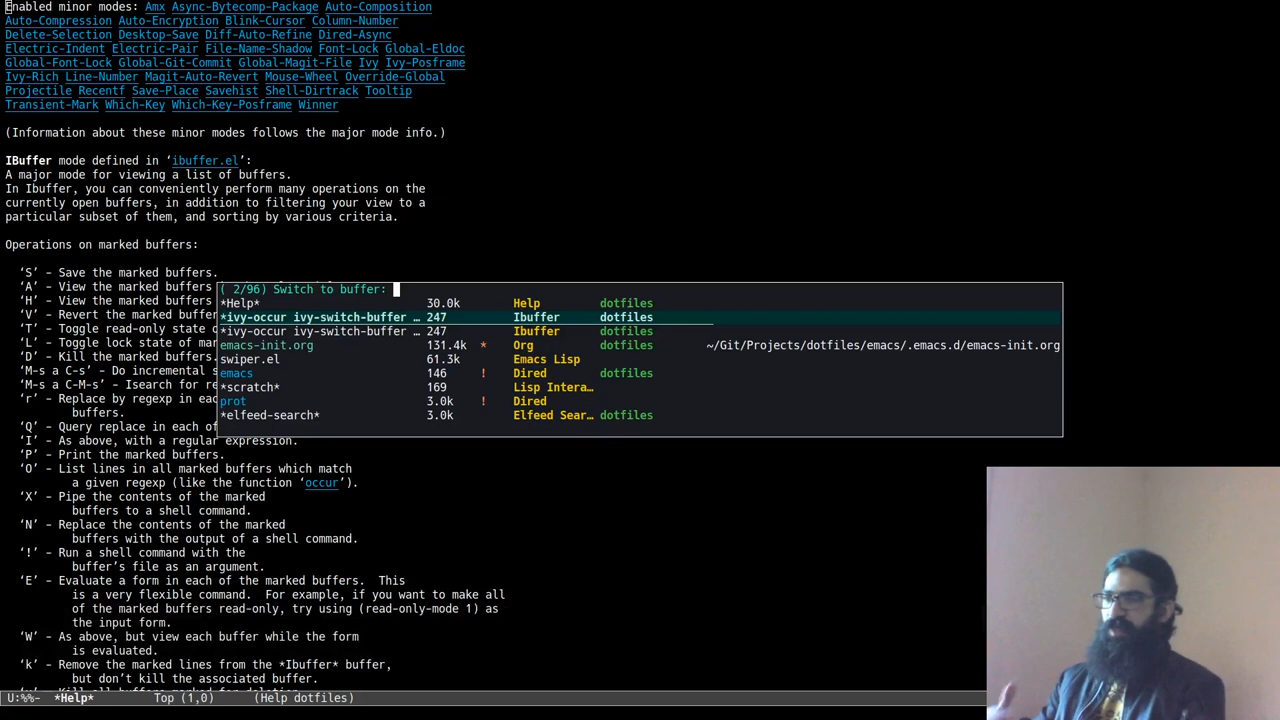 Enabled minor modes: Amx Async-Bytecomp-Package Auto-Composition
Auto-Compression Auto-Encryption Blink-Cursor Column-Number
Delete-Selection Desktop-Save Diff-Auto-Refine Dired-Async
Electric-Indent Electric-Pair File-Name-Shadow Font-Lock Global-Eldoc
Global-Font-Lock Global-Git-Commit Global-Magit-File Ivy Ivy-Posframe
Ivy-Rich Line-Number Magit-Auto-Revert Mouse-Wheel Override-Global
Projectile Recentf Save-Place Savehist Shell-Dirtrack Tooltip
Transient-Mark Which-Key Which-Key-Posframe Winner
(Information about these minor modes follows the major mode info.)
IBuffer mode defined in ‘ibuffer.el’:
A major mode for viewing a list of buffers.
In Ibuffer, you can conveniently perform many operations on the
currently open buffers, in addition to filtering your view to a
particular subset of them, and sorting by various criteria.
Operations on marked buffers:
‘S’ - Save the marked buffers.
‘A’ - View the marked buffers
‘H’ - View the marked buffers
‘V’ - Revert the marked buffer
‘T’ - Toggle read-only state o
‘L’ - Toggle lock state of mar
‘D’ - Kill the marked buffers.
‘M-s a C-s’ - Do incremental s
‘M-s a C-M-s’ - Isearch for re
‘r’ - Replace by regexp in eac
buffers.
‘Q’ - Query replace in each of
‘I’ - As above, with a regular expression.
‘P’ - Print the marked buffers.
‘O’ - List lines in all marked buffers which match
a given regexp (like the function ‘occur’).
‘X’ - Pipe the contents of the marked
buffers to a shell command.
‘N’ - Replace the contents of the marked
buffers with the output of a shell command.
‘!’ - Run a shell command with the
buffer’s file as an argument.
‘E’ - Evaluate a form in each of the marked buffers.  This
is a very flexible command.  For example, if you want to make all
of the marked buffers read-only, try using (read-only-mode 1) as
the input form.
‘W’ - As above, but view each buffer while the form
is evaluated.
‘k’ - Remove the marked lines from the *Ibuffer* buffer,
but don’t kill the associated buffer.
( 2/96) Switch to buffer:
*Help* 30.0k Help dotfiles
*ivy-occur ivy-switch-buffer … 247 Ibuffer dotfiles
*ivy-occur ivy-switch-buffer … 247 Ibuffer dotfiles
emacs-init.org 131.4k * Org dotfiles ~/Git/Projects/dotfiles/emacs/.emacs.d/emacs-init.org
swiper.el 61.3k Emacs Lisp
emacs 146 ! Dired dotfiles
*scratch* 169 Lisp Intera…
prot 3.0k ! Dired
*elfeed-search* 3.0k Elfeed Sear… dotfiles
U:%%- *Help* Top (1,0) (Help dotfiles)